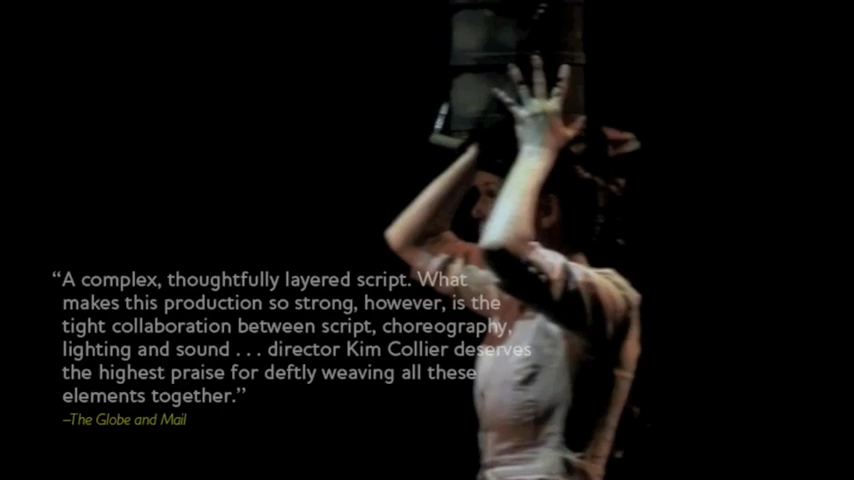 “A complex, thoughtfully layered script. What
makes this production so strong, however, is the
tight collaboration between script, choreography,
lighting and sound . . . director Kim Collier deserves
the highest praise for deftly weaving all these
elements together.”
–The Globe and Mail